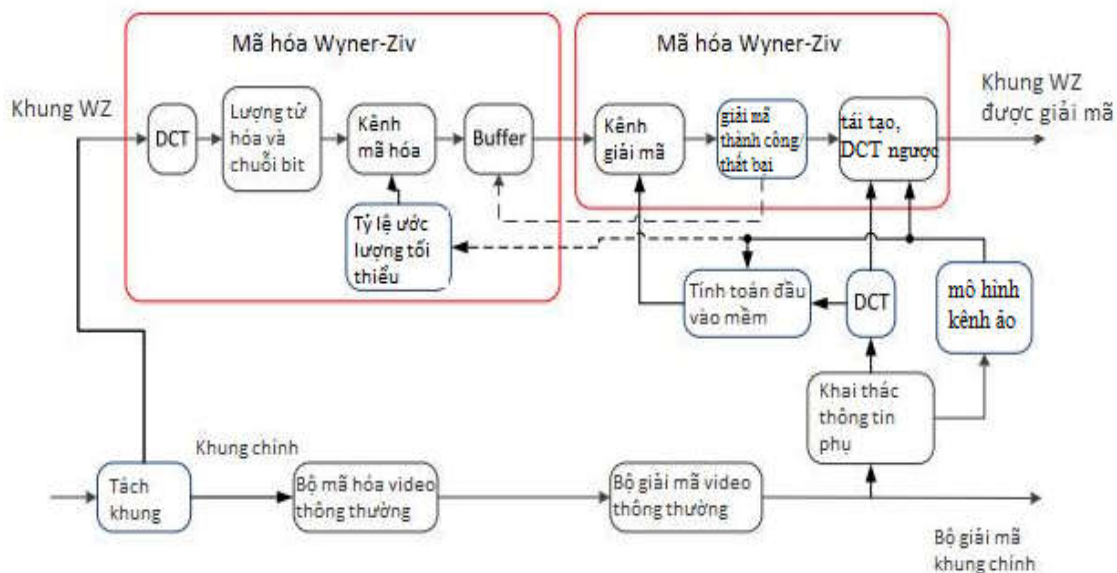 Mã hóa Wyner-Ziv
Mã hóa Wyner-Ziv
Khung WZ
DCT
Lượng tử
hóa và
chuỗi bit
Kênh
mã hóa
Buffer
Kênh
giải mã
giải mã
thành công/
thất bại
tái tạo,
DCT ngược
Khung WZ
được giải mã
Tỷ lệ ước
lượng tối
thiểu
Tính toán đầu
vào mềm
DCT
mô hình
kênh ảo
Khai thác
thông tin
phụ
Khung chính
Tách
khung
Bộ mã hóa video
thông thường
Bộ giải mã video
thông thường
Bộ giải mã
khung chính